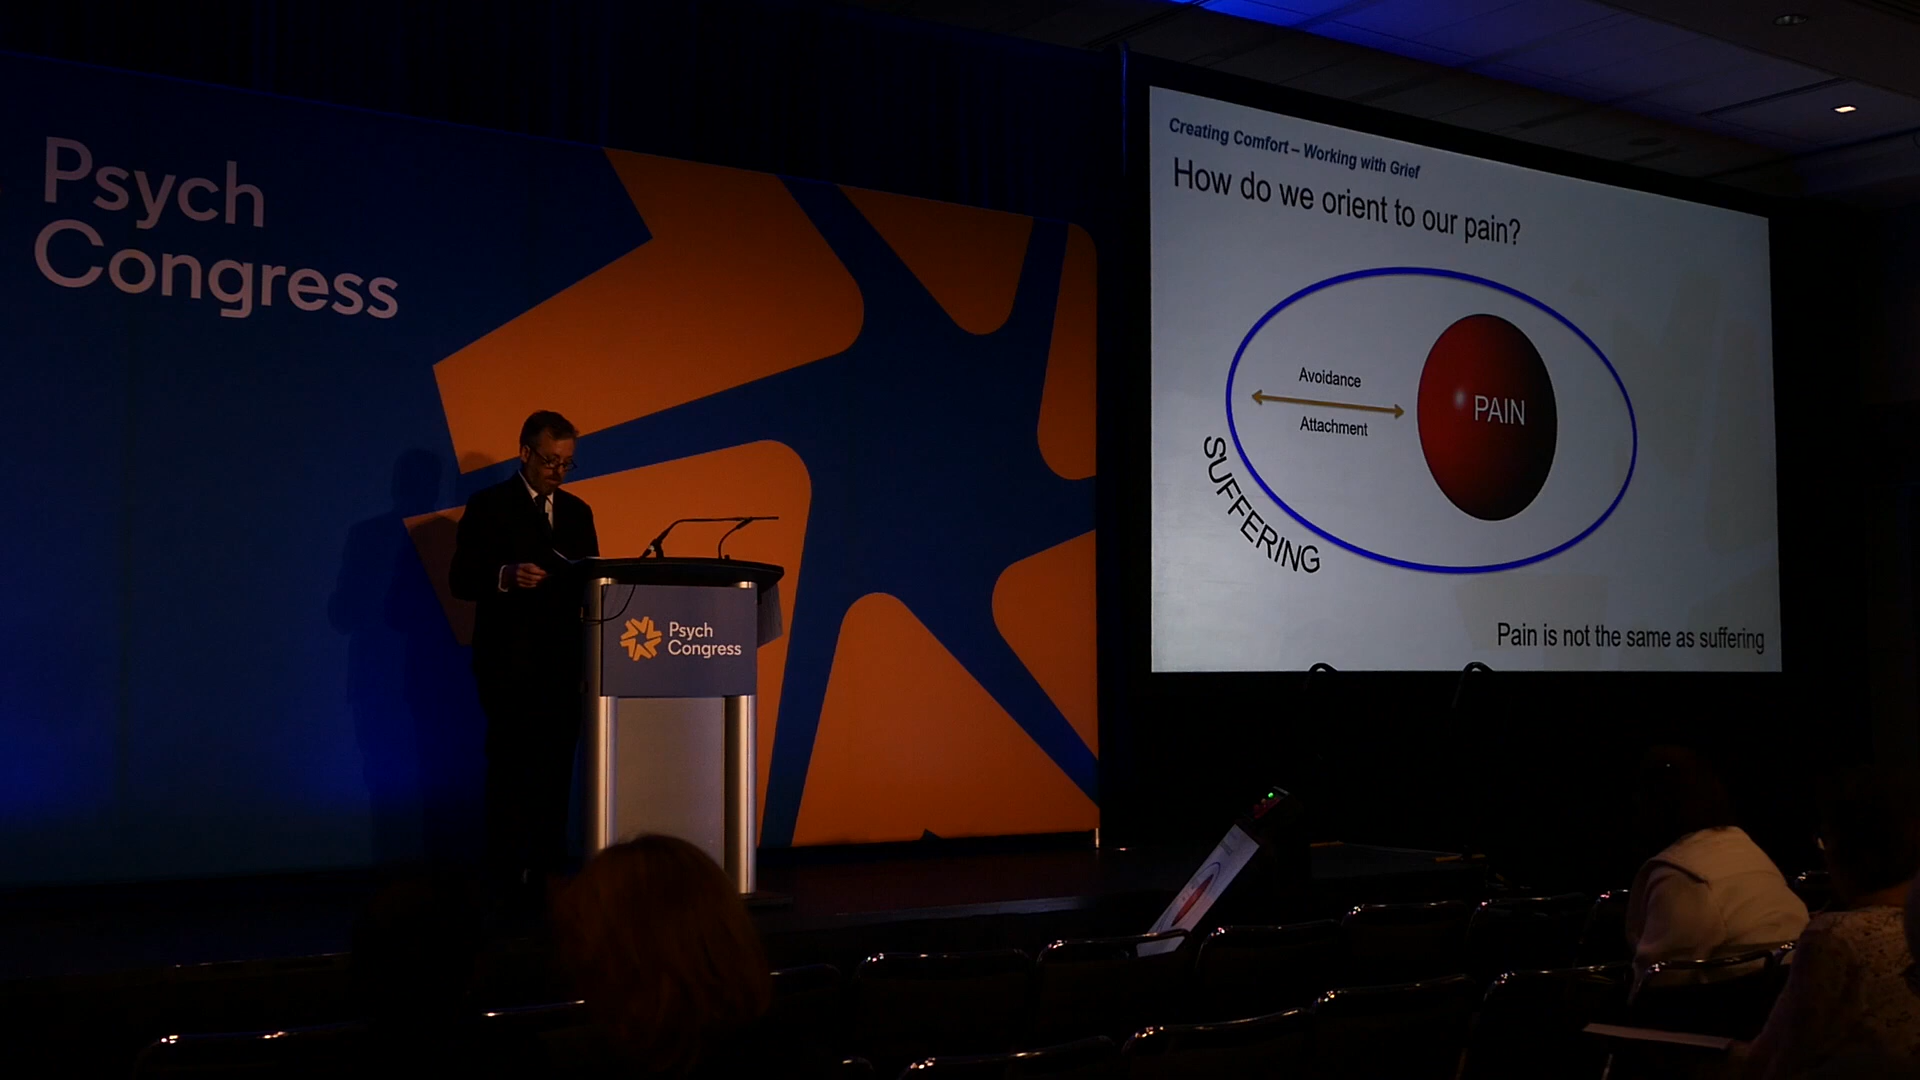 Psych
Congress
Creating Comfort – Working with Grief
How do we orient to our pain?
Avoidance
Attachment
PAIN
SUFFERING
Pain is not the same as suffering
Psych
Congress